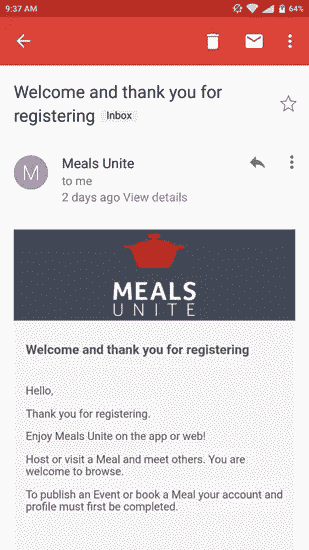 9:37 AM
64%
Welcome and thank you for
registering Inbox
M
Meals Unite
to me
2 days ago View details
MEALS
UNITE
Welcome and thank you for registering
Hello,
Thank you for registering.
Enjoy Meals Unite on the app or web!
Host or visit a Meal and meet others. You are
welcome to browse.
To publish an Event or book a Meal your account and
profile must first be completed.